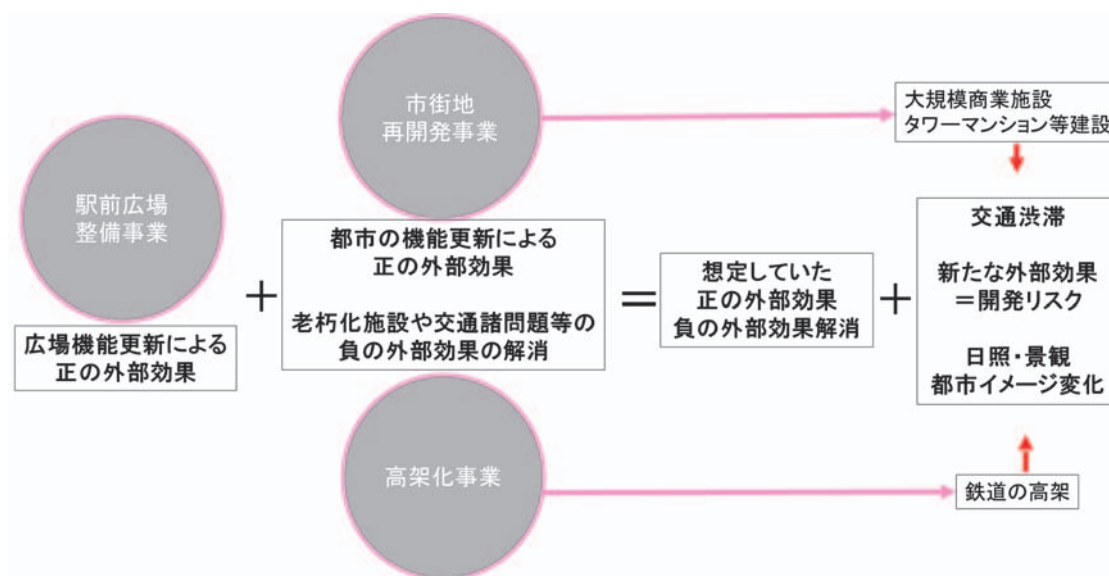 駅前広場
整備事業
広場機能更新による
正の外部効果
+
市街地
再開発事業
都市の機能更新による
正の外部効果
老朽化施設や交通諸問題等の
負の外部効果の解消
高架化事業
=
想定していた
正の外部効果
負の外部効果解消
+
大規模商業施設
タワーマンション等建設
交通渋滞
新たな外部効果
＝開発リスク
日照・景観
都市イメージ変化
鉄道の高架